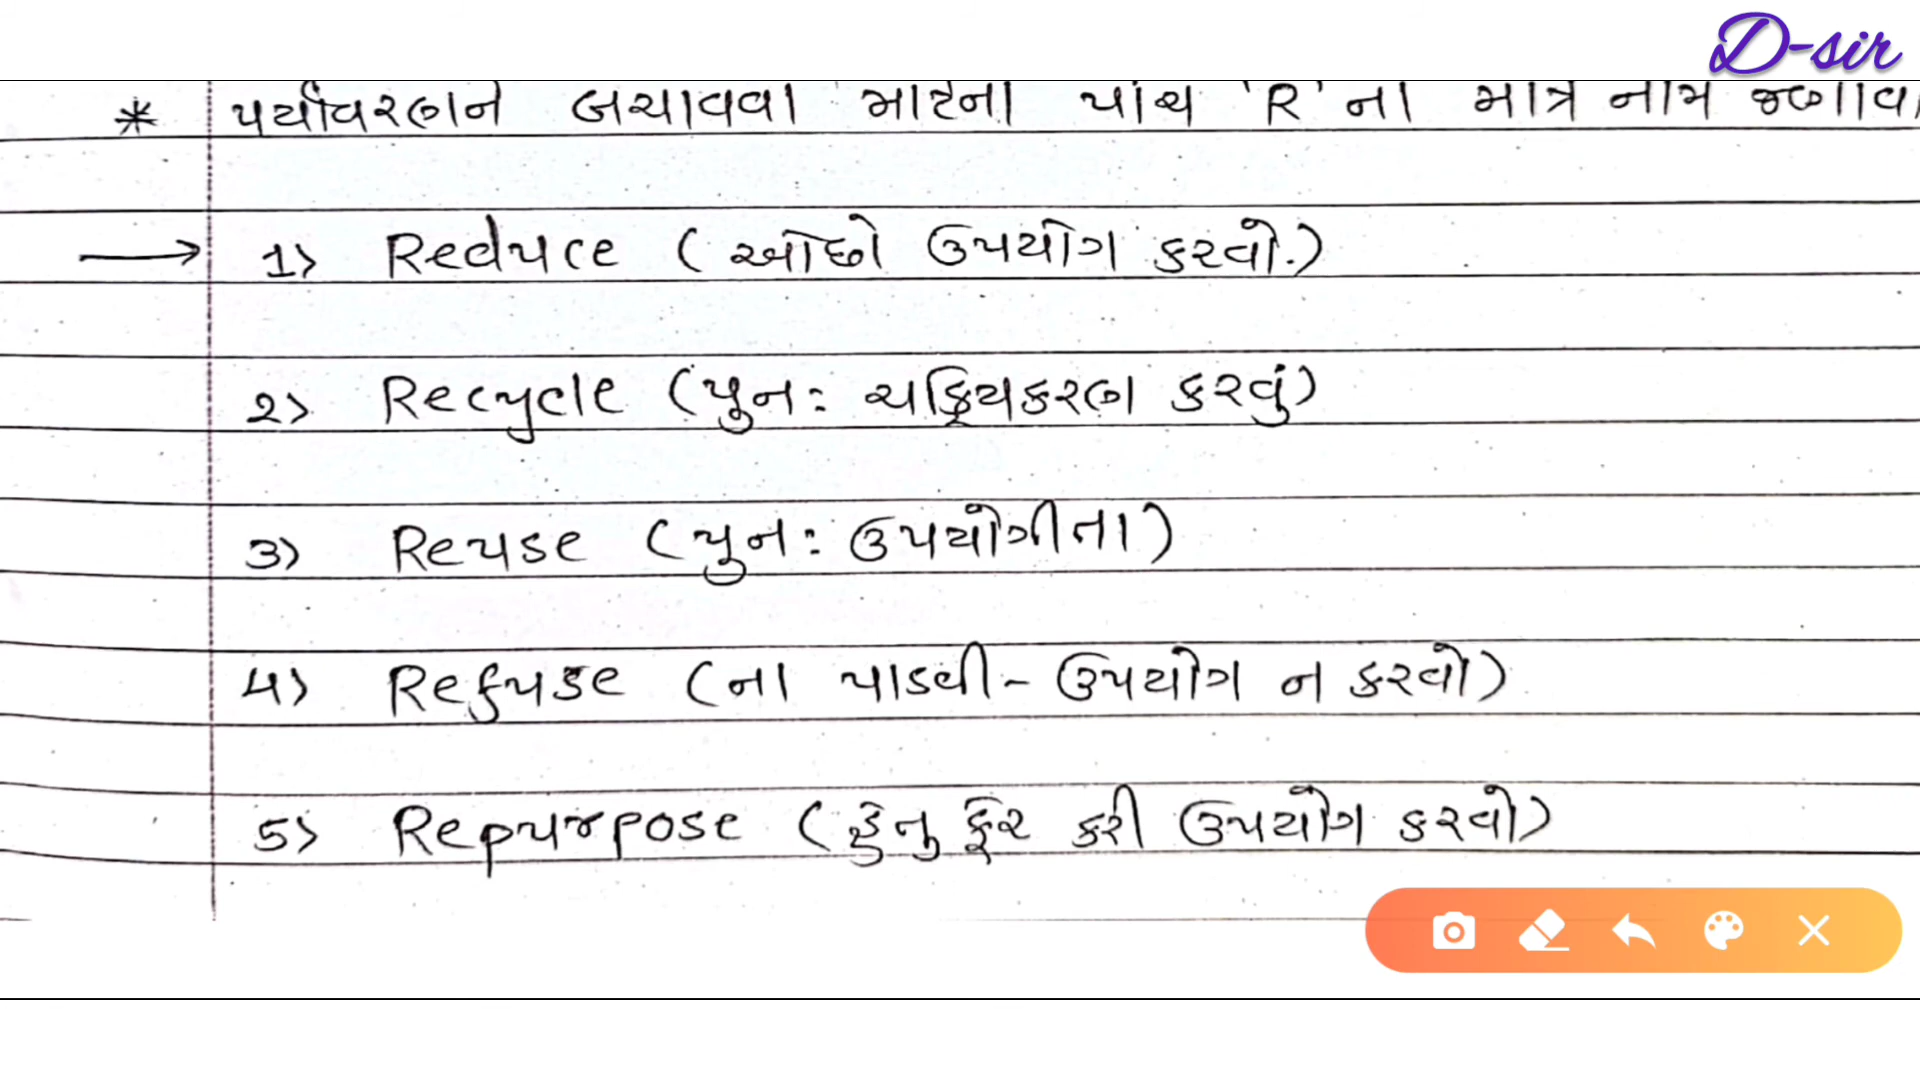 D-sir
* પર્યાવરણને બચાવવા માટેના પાંચ 'R' ના માત્ર નામ જણાવો
→ 1> Reduce (ઓછો ઉપયોગ કરવો.)
2> Recycle (પુનઃ ચક્રિયકરણ કરવું)
3) Reuse (પુનઃ ઉપયોગીતા)
4) Refuse (ના પાડવી - ઉપયોગ ન કરવો)
5> Repurpose (હેનુ ફેર કરી ઉપયોગ કરવો)